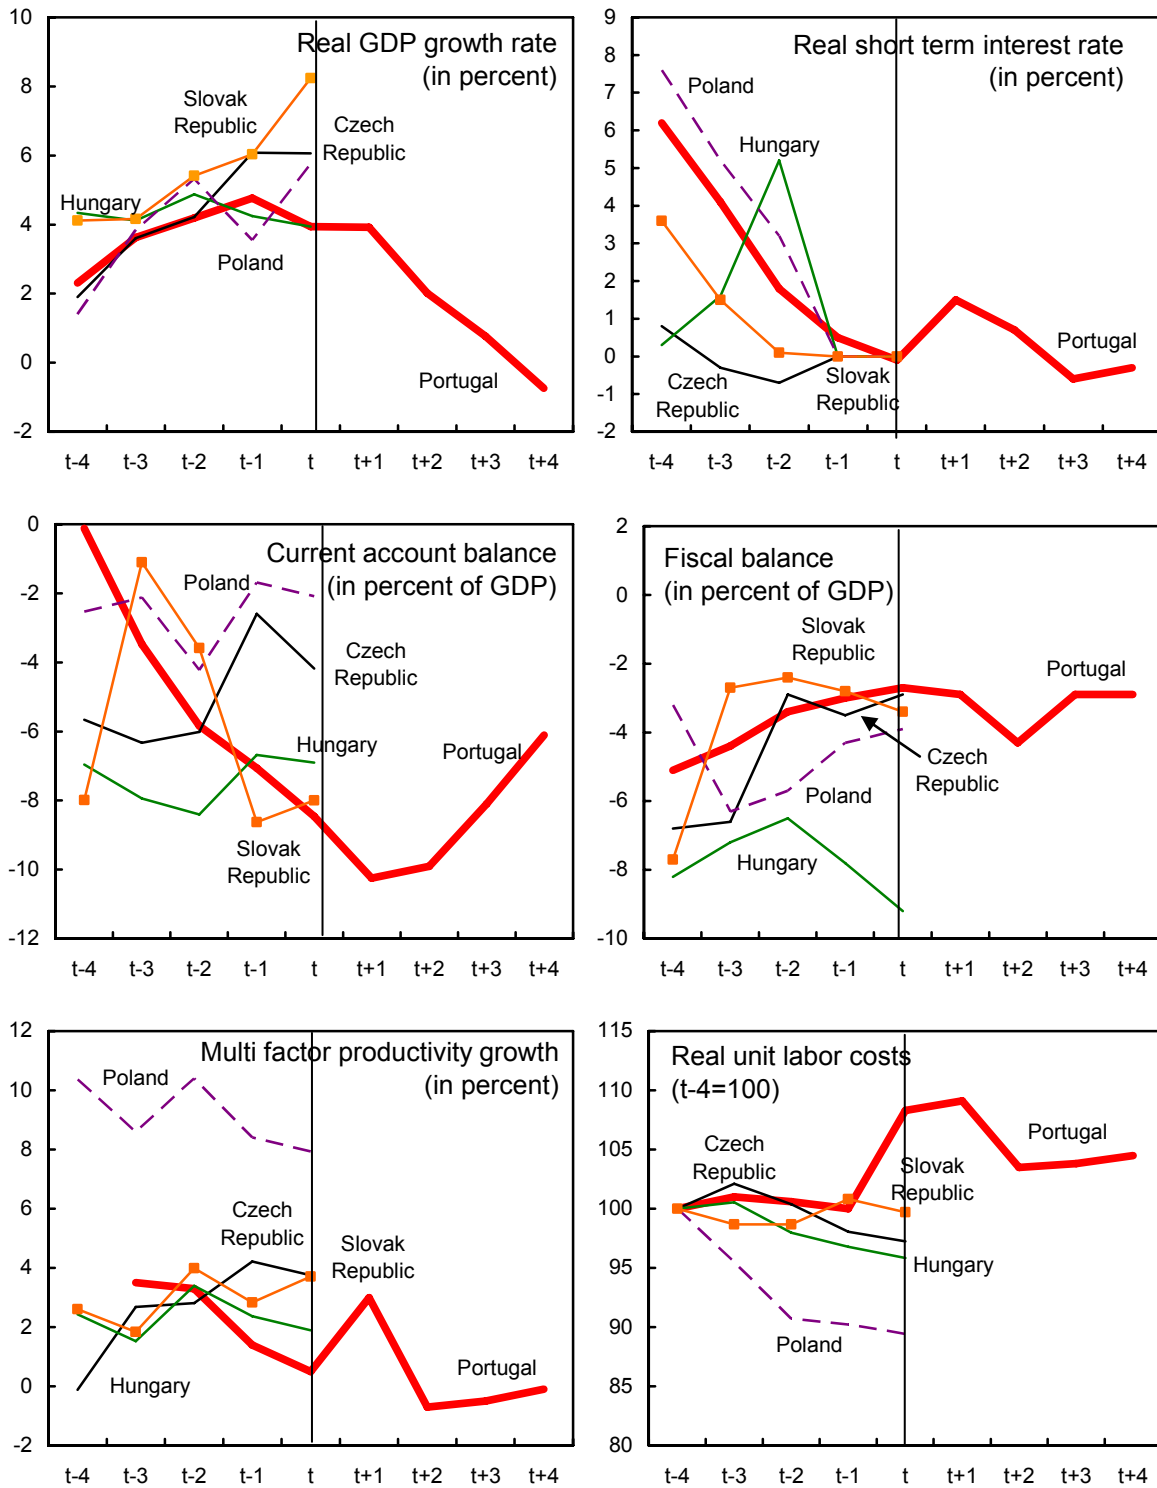 Real GDP growth rate
(in percent)
10
8
6
4
2
0
-2
Slovak
Republic
Czech
Republic
Hungary
Poland
Portugal
t-4 t-3 t-2 t-1 t t+1 t+2 t+3 t+4
Real short term interest rate
(in percent)
9
8
7
6
5
4
3
2
1
0
-1
-2
Poland
Hungary
Portugal
Czech
Republic
Slovak
Republic
t-4 t-3 t-2 t-1 t t+1 t+2 t+3 t+4
Current account balance
(in percent of GDP)
0
-2
-4
-6
-8
-10
-12
Poland
Czech
Republic
Hungary
Portugal
Slovak
Republic
t-4 t-3 t-2 t-1 t t+1 t+2 t+3 t+4
Fiscal balance
(in percent of GDP)
2
0
-2
-4
-6
-8
-10
Slovak
Republic
Portugal
Czech
Republic
Poland
Hungary
t-4 t-3 t-2 t-1 t t+1 t+2 t+3 t+4
Multi factor productivity growth
(in percent)
12
10
8
6
4
2
0
-2
Poland
Czech
Republic
Slovak
Republic
Hungary
Portugal
t-4 t-3 t-2 t-1 t t+1 t+2 t+3 t+4
Real unit labor costs
(t-4=100)
115
110
105
100
95
90
85
80
Czech
Republic
Slovak
Republic
Portugal
Hungary
Poland
t-4 t-3 t-2 t-1 t t+1 t+2 t+3 t+4